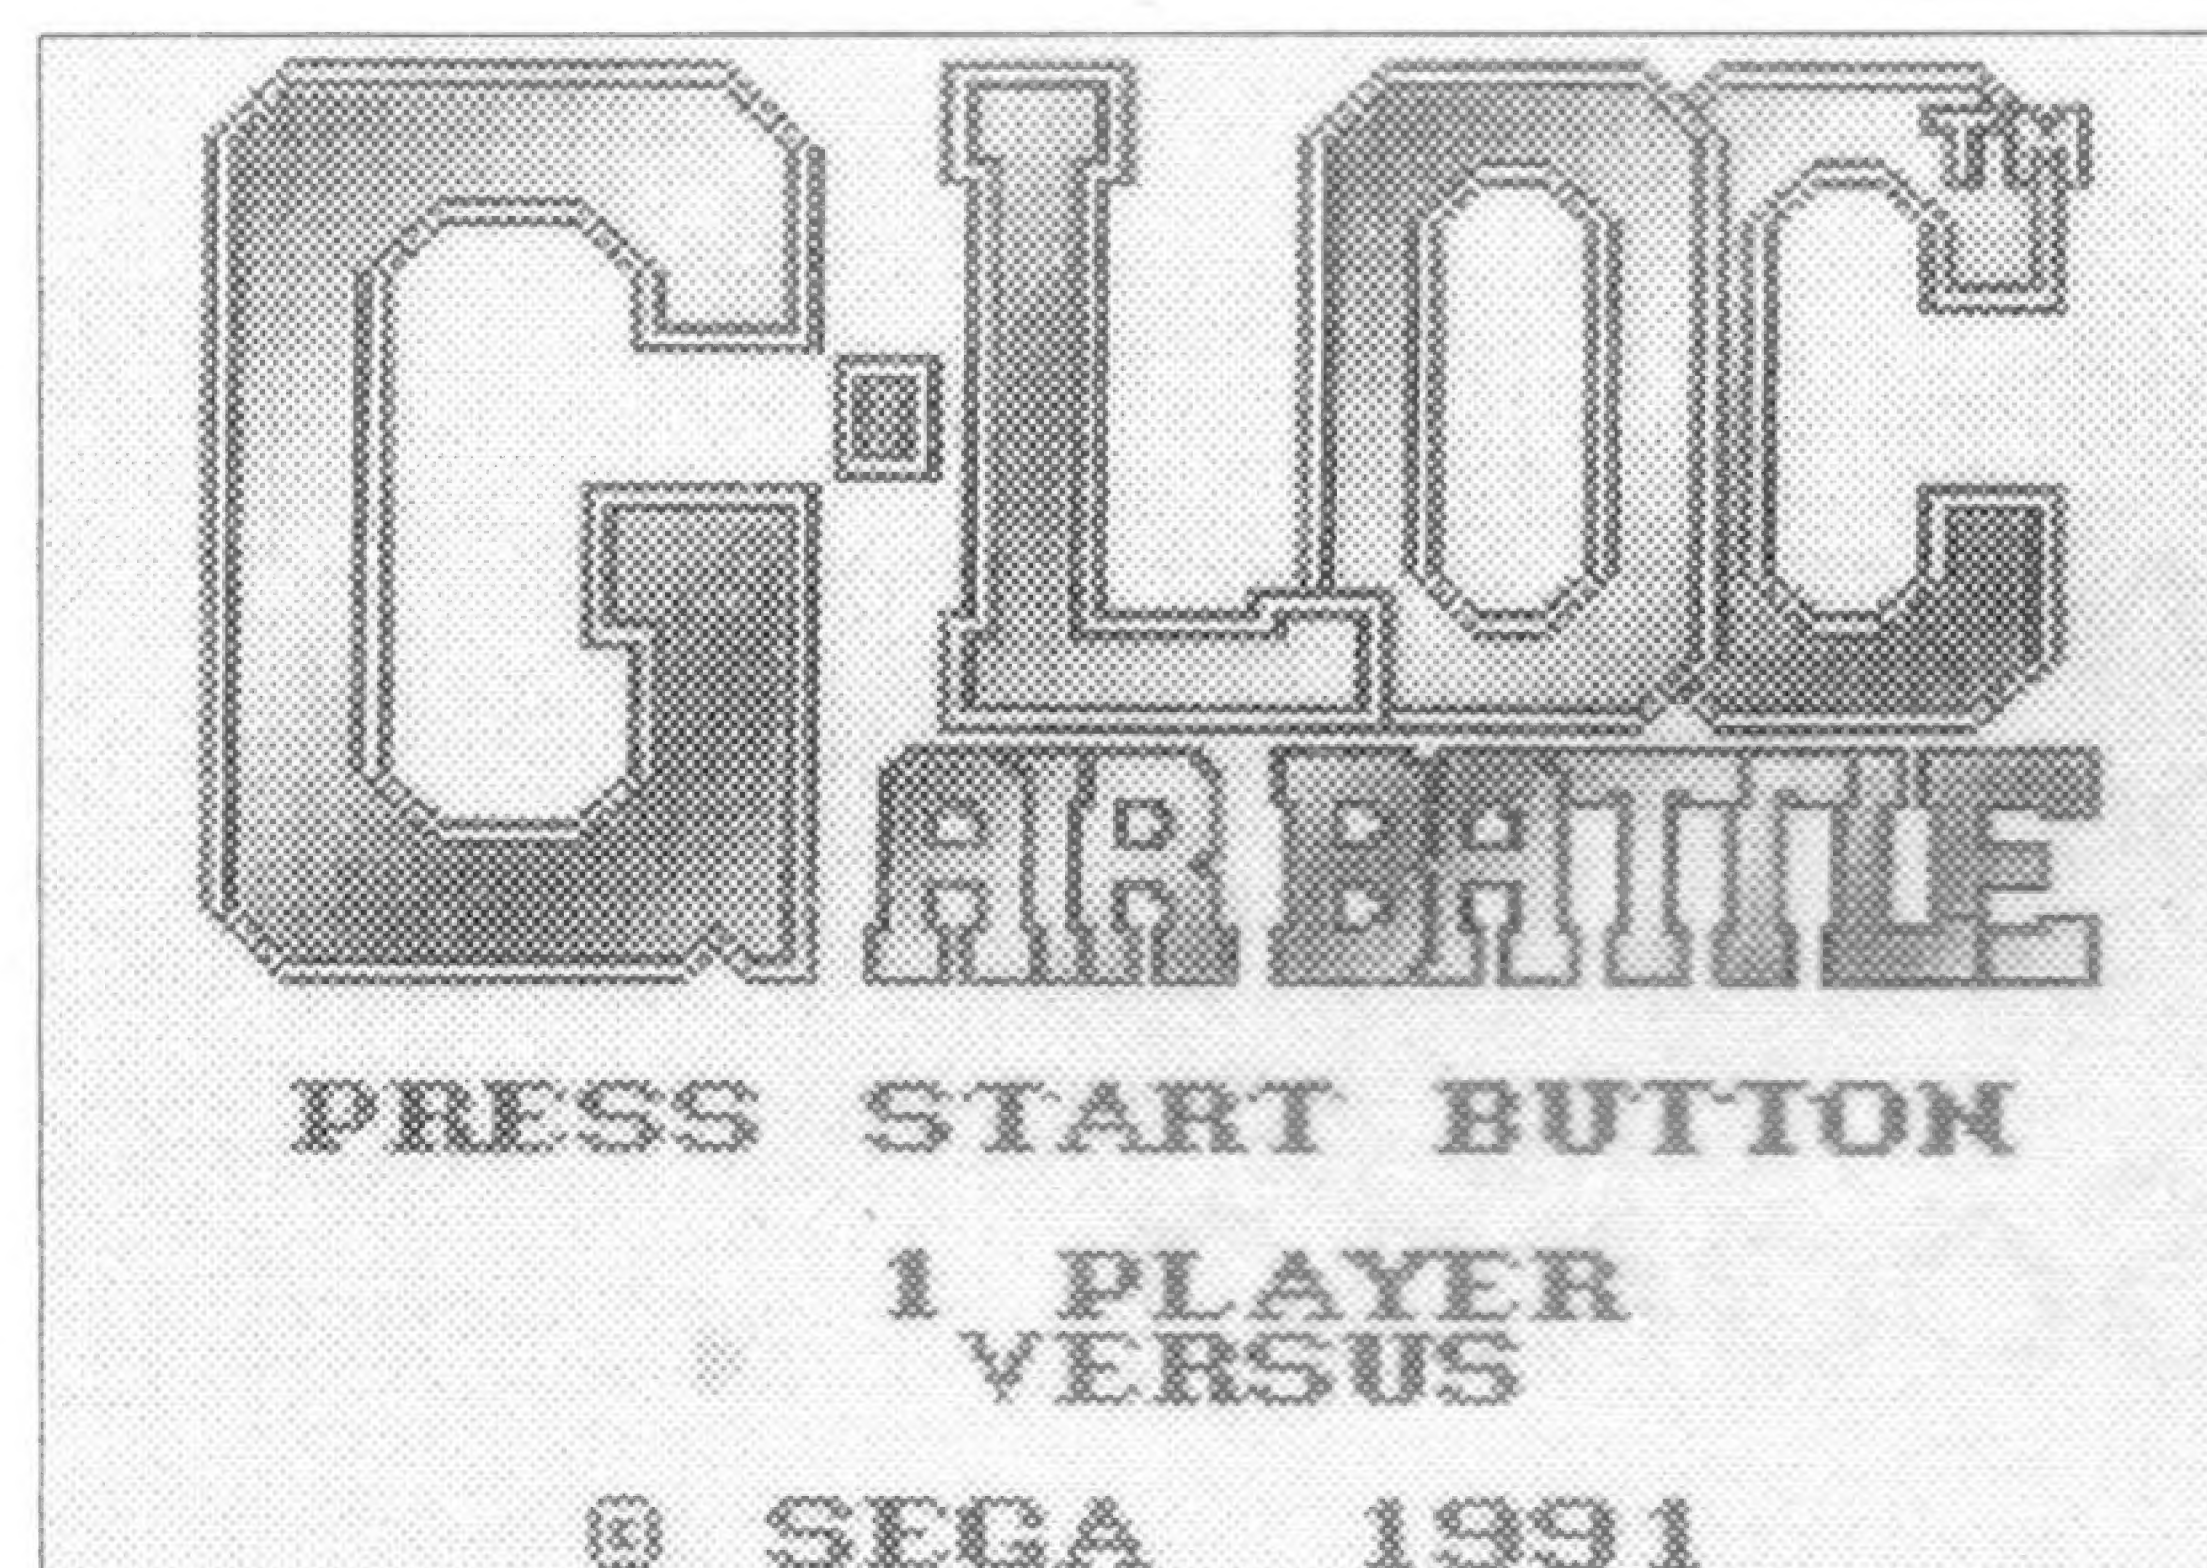 G·LOC™
AIR BATTLE
PRESS START BUTTON
1 PLAYER
VERSUS
© SEGA 1991